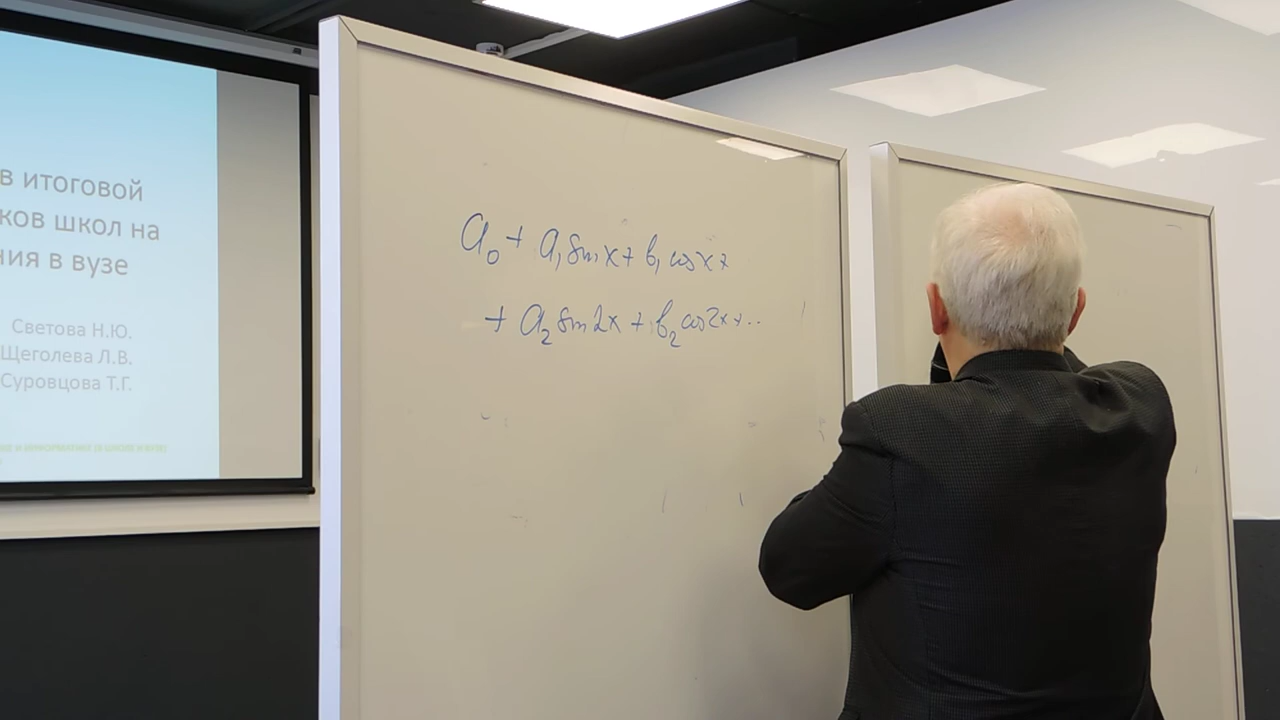 в итоговой
ков школ на
ния в вузе
Светова Н.Ю.
Щеголева Л.В.
Суровцова Т.Г.
a₀ + a₁ sin x + b₁ cos x +
+ a₂ sin 2x + b₂ cos 2x + ..